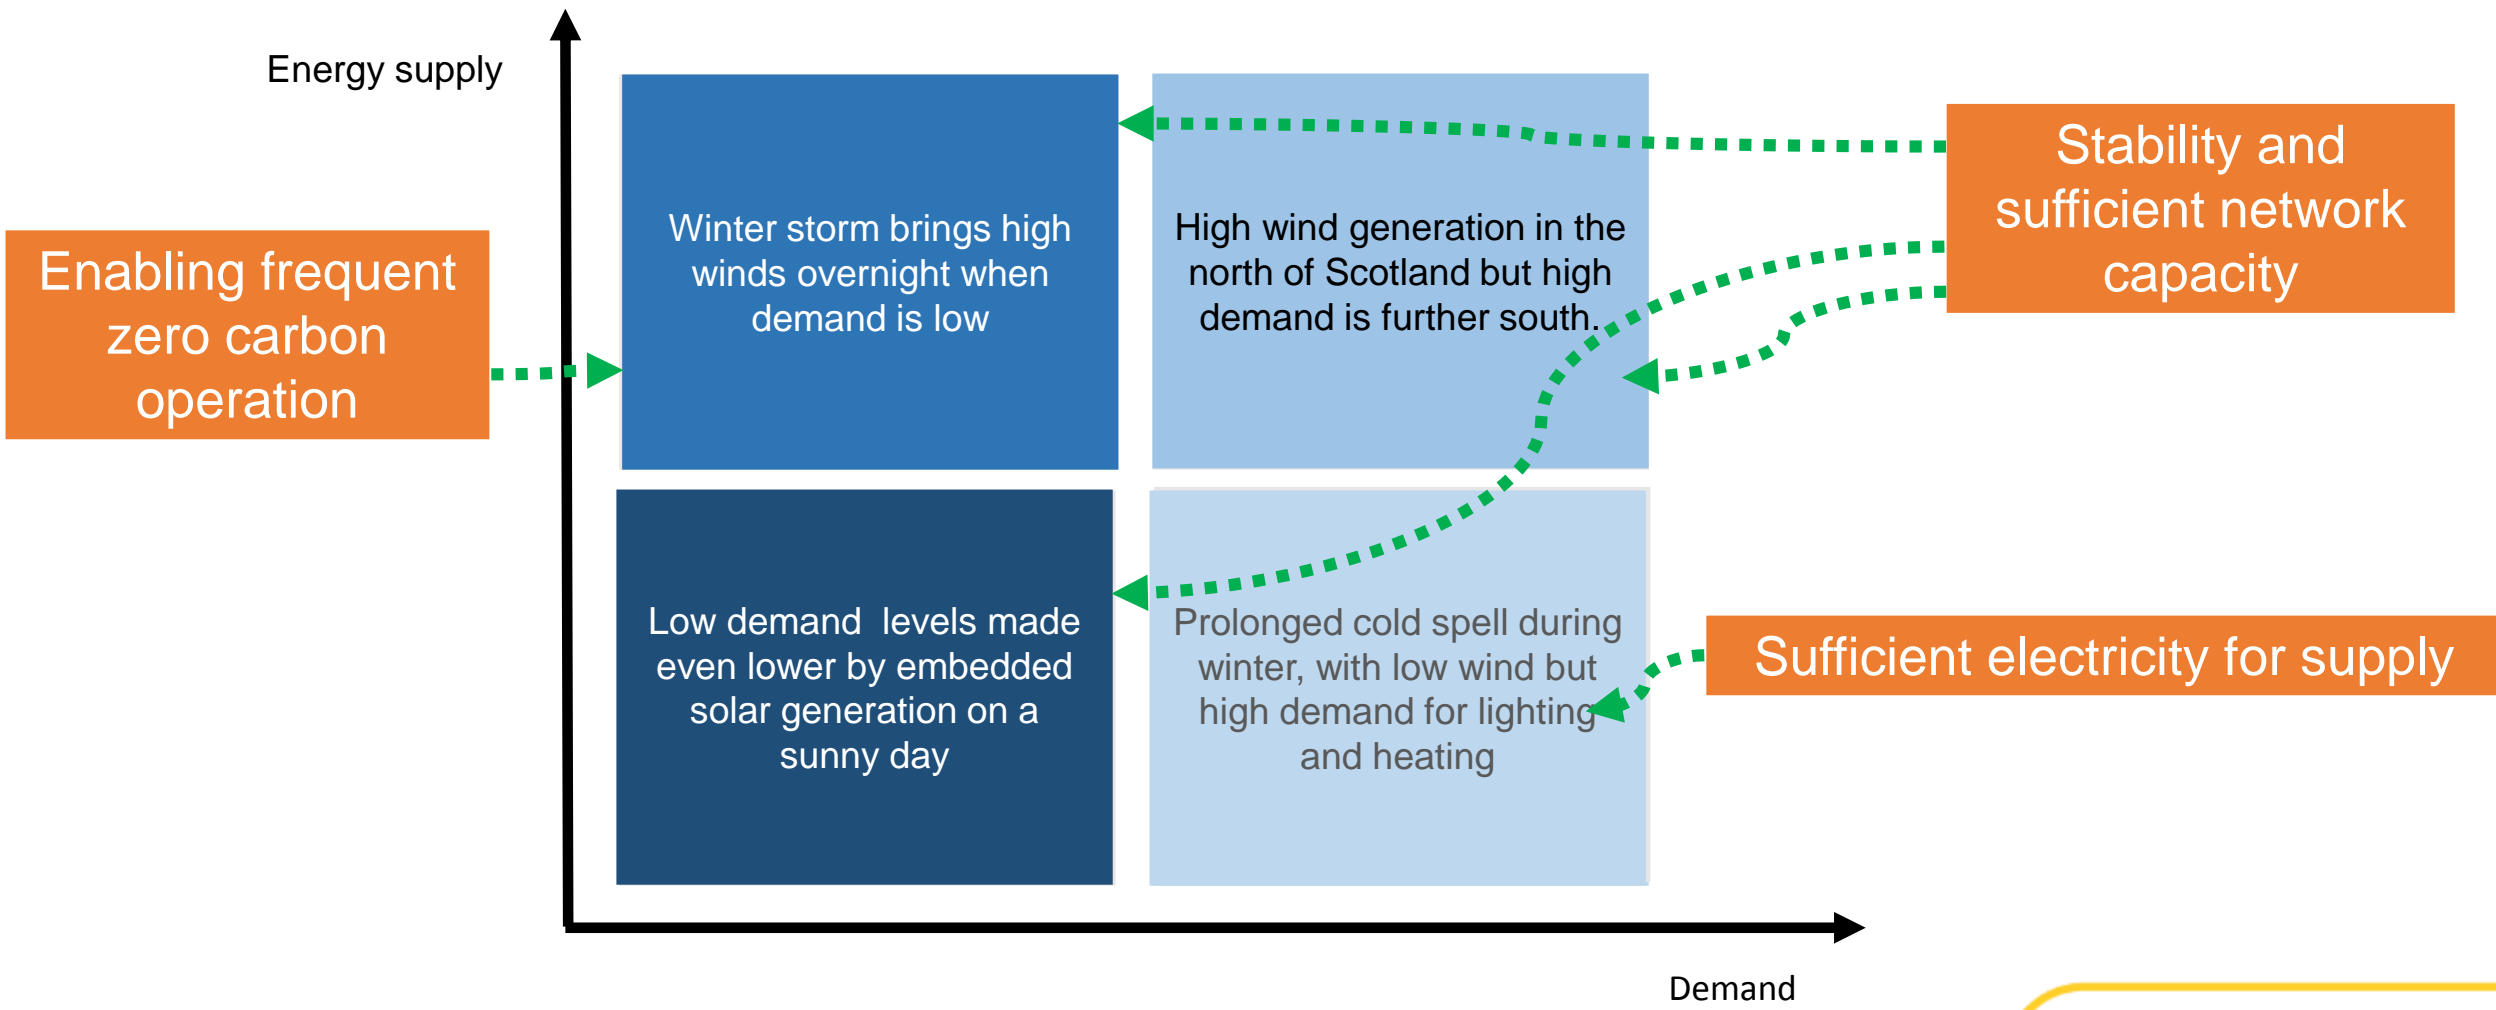 Energy supply
Enabling frequent
zero carbon
operation
Winter storm brings high
winds overnight when
demand is low
High wind generation in the
north of Scotland but high
demand is further south.
Stability and
sufficient network
capacity
Low demand  levels made
even lower by embedded
solar generation on a
sunny day
Prolonged cold spell during
winter, with low wind but
high demand for lighting
and heating
Sufficient electricity for supply
Demand